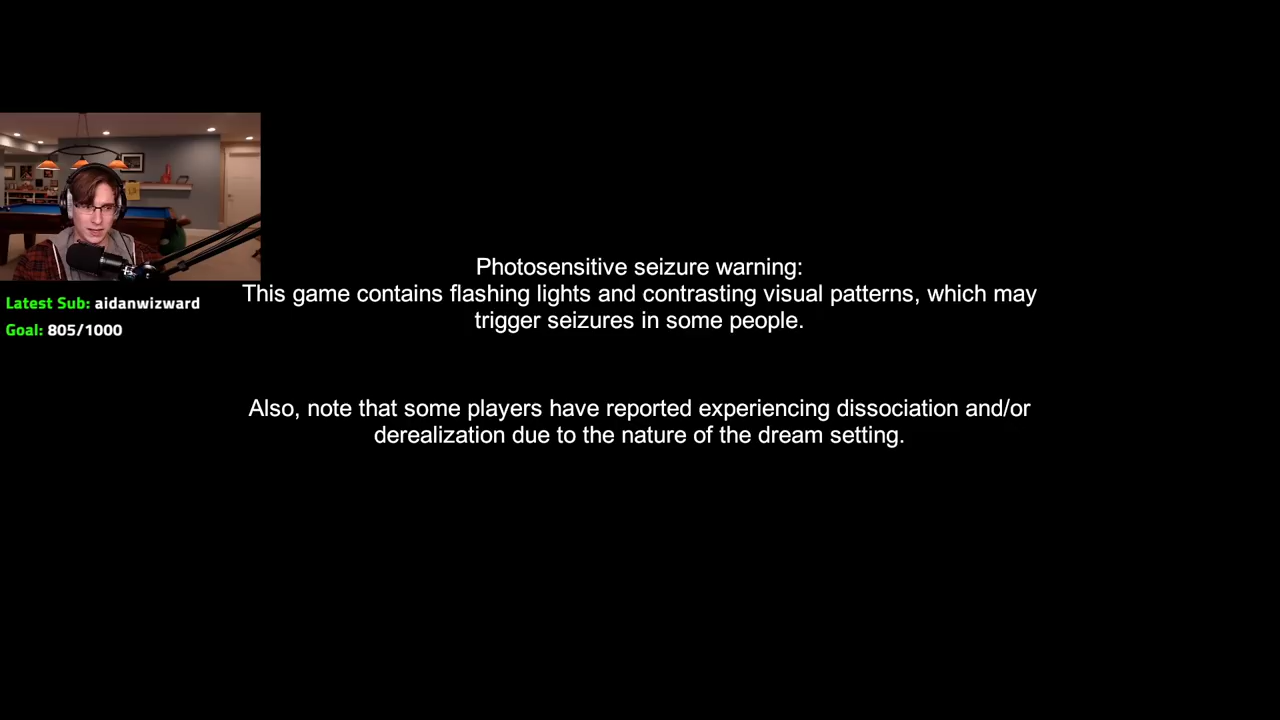 Photosensitive seizure warning:
This game contains flashing lights and contrasting visual patterns, which may
trigger seizures in some people.
Also, note that some players have reported experiencing dissociation and/or
derealization due to the nature of the dream setting.
Latest Sub: aidanwizward
Goal: 805/1000